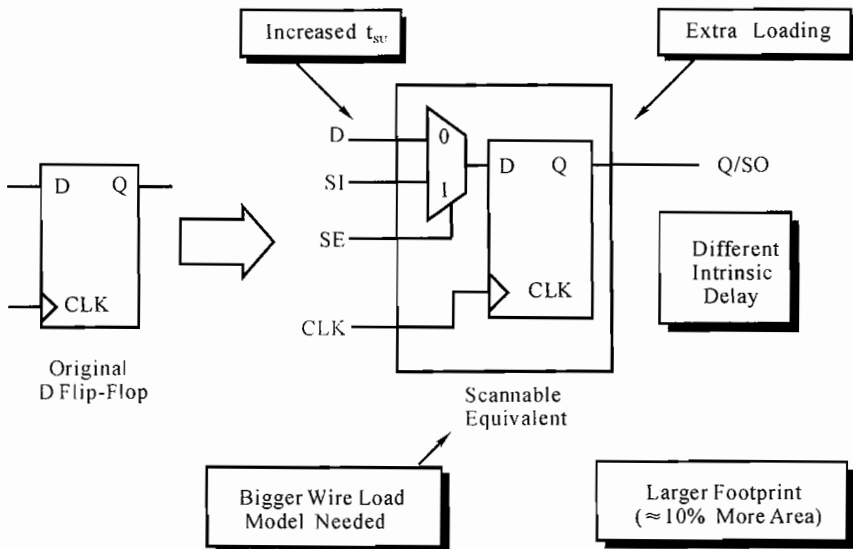 Increased tsu
Extra Loading
D
0
SI
1
SE
CLK
D Q
CLK
Q/SO
D Q
CLK
Original
D Flip-Flop
Different
Intrinsic
Delay
Scannable
Equivalent
Bigger Wire Load
Model Needed
Larger Footprint
(≈10% More Area)